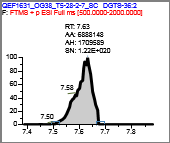 QEF1631_OG38_T5-28-2-7_SC DGT8-36:2
F: FTMS + p ESI Full ms [500.0000-2000.0000]
RT: 7.63
AA: 6888148
AH: 1709589
SN: 1.22E+020
100
80
7.58
60
40
20
7.50
0
7.4 7.5 7.6 7.7 7.8